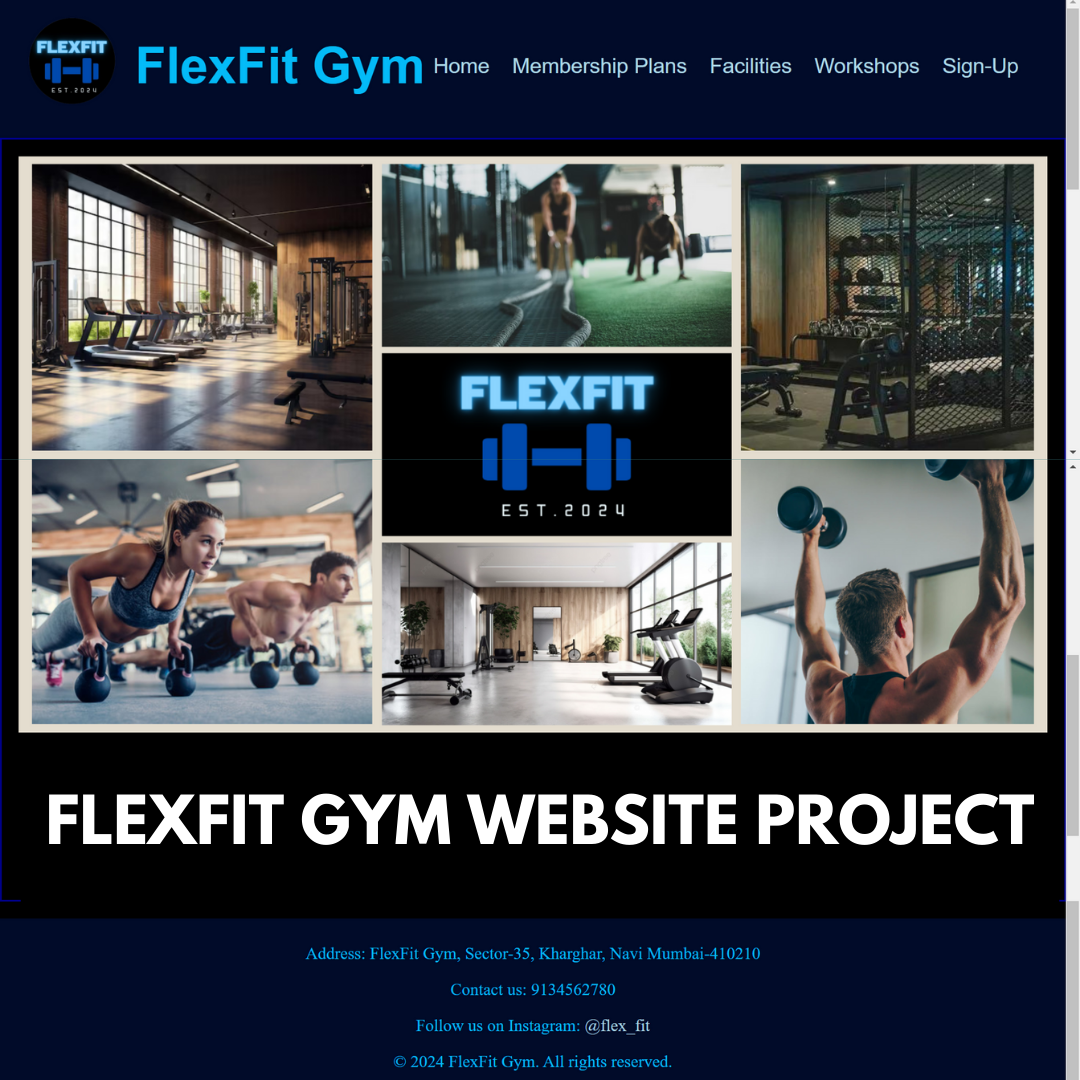 FLEXFIT
EST.2024
FlexFit Gym
Home Membership Plans Facilities Workshops Sign-Up
FLEXFIT
EST.2024
FLEXFIT GYM WEBSITE PROJECT
Address: FlexFit Gym, Sector-35, Kharghar, Navi Mumbai-410210
Contact us: 9134562780
Follow us on Instagram: @flex_fit
© 2024 FlexFit Gym. All rights reserved.